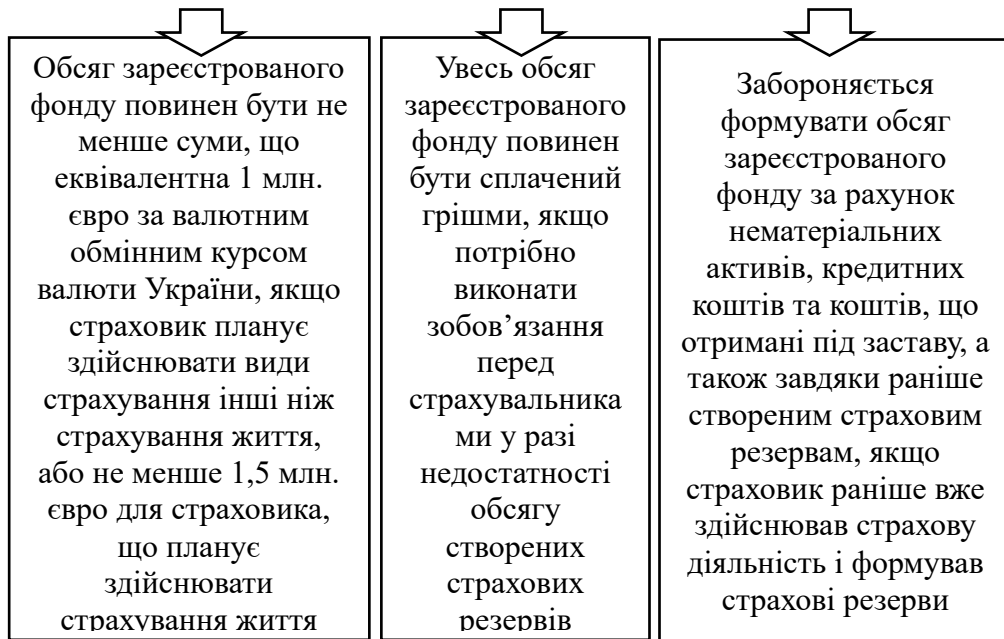 Обсяг зареєстрованого
фонду повинен бути не
менше суми, що
еквівалентна 1 млн.
євро за валютним
обмінним курсом
валюти України, якщо
страховик планує
здійснювати види
страхування інші ніж
страхування життя,
або не менше 1,5 млн.
євро для страховика,
що планує
здійснювати
страхування життя
Увесь обсяг
зареєстрованого
фонду повинен
бути сплачений
грішми, якщо
потрібно
виконати
зобов’язання
перед
страхувальника
ми у разі
недостатності
обсягу
створених
страхових
резервів
Забороняється
формувати обсяг
зареєстрованого
фонду за рахунок
нематеріальних
активів, кредитних
коштів та коштів, що
отримані під заставу, а
також завдяки раніше
створеним страховим
резервам, якщо
страховик раніше вже
здійснював страхову
діяльність і формував
страхові резерви